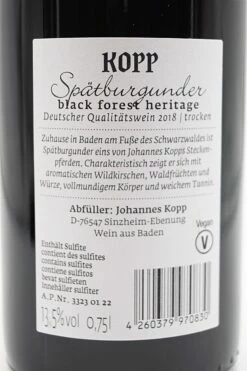 KOPP
Spätburgunder
black forest heritage
Deutscher Qualitätswein 2018 | trocken
Zuhause in Baden am Fuße des Schwarzwaldes ist
Spätburgunder eins von Johannes Kopps Stecken-
pferden. Charakteristisch zeigt er sich mit
aromatischen Wildkirschen, Waldfrüchten und
Würze, vollmundigem Körper und weichem Tannin.
Abfüller: Johannes Kopp
D-76547 Sinzheim-Ebenung
Wein aus Baden
Vegan
V
Enthält Sulfite
contient des sulfites
contains sulfites
contiene sulfitos
bevat sulfieten
innehåller sulfiter
A.P.Nr. 3323 01 22
13.5%vol 0,75l
4 260379 970830